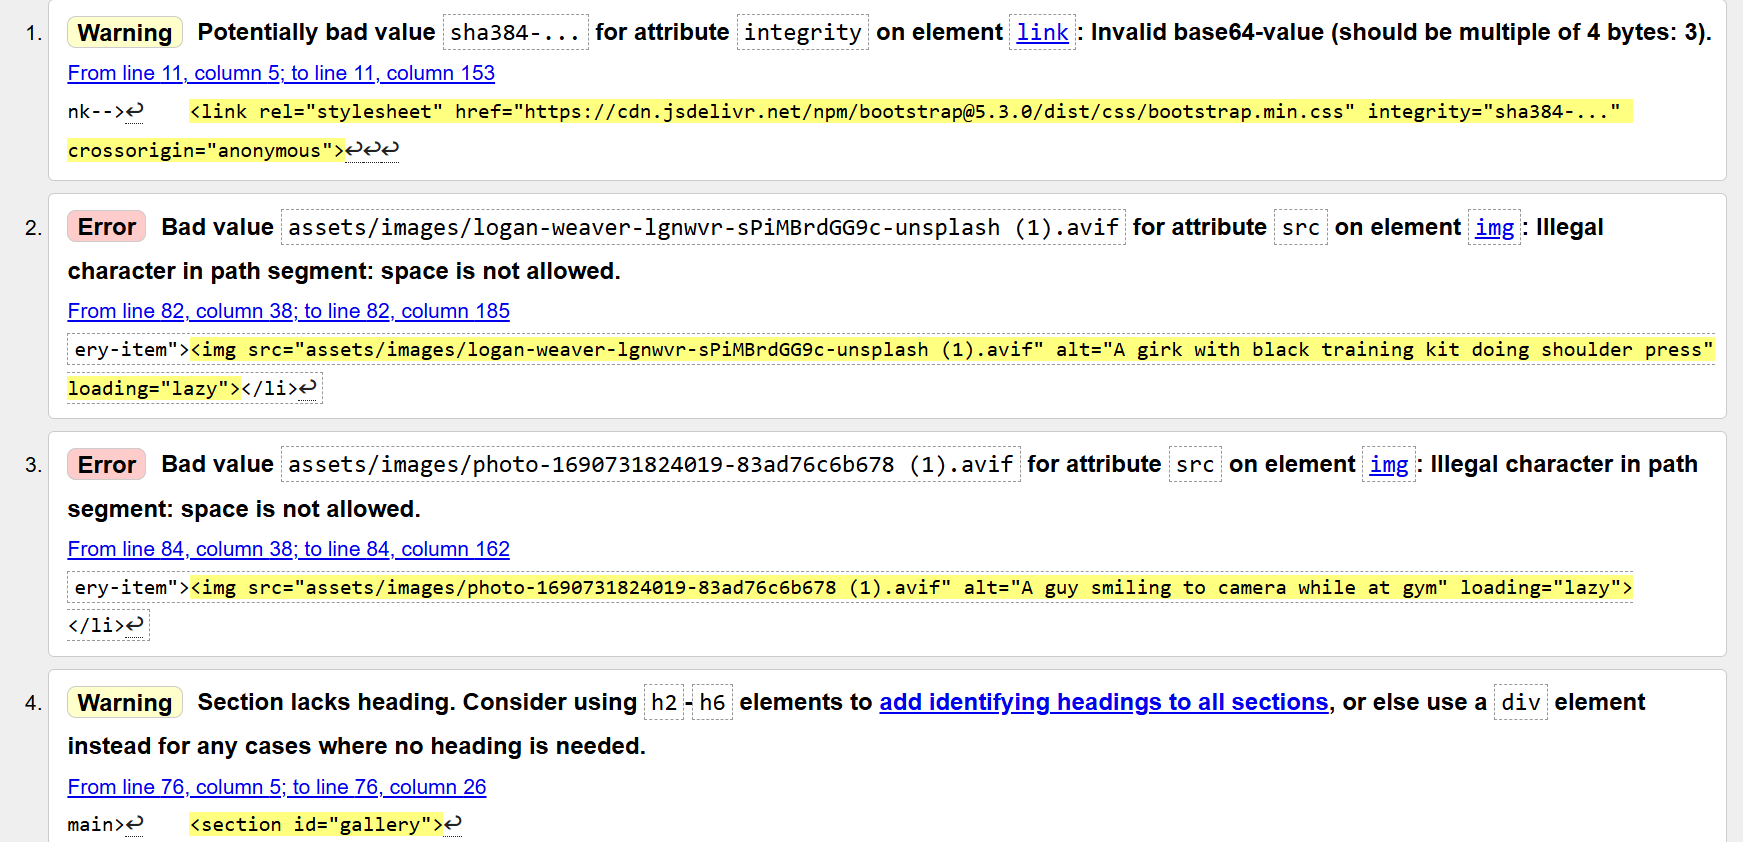 1. Warning Potentially bad value sha384-... for attribute integrity on element link: Invalid base64-value (should be multiple of 4 bytes: 3).
From line 11, column 5; to line 11, column 153
nk-->↩    <link rel="stylesheet" href="https://cdn.jsdelivr.net/npm/bootstrap@5.3.0/dist/css/bootstrap.min.css" integrity="sha384-..."
crossorigin="anonymous">↩↩↩
2. Error Bad value assets/images/logan-weaver-lgnwvr-sPiMBrdGG9c-unsplash (1).avif for attribute src on element img: Illegal
character in path segment: space is not allowed.
From line 82, column 38; to line 82, column 185
ery-item"><img src="assets/images/logan-weaver-lgnwvr-sPiMBrdGG9c-unsplash (1).avif" alt="A girk with black training kit doing shoulder press"
loading="lazy"></li>↩
3. Error Bad value assets/images/photo-1690731824019-83ad76c6b678 (1).avif for attribute src on element img: Illegal character in path
segment: space is not allowed.
From line 84, column 38; to line 84, column 162
ery-item"><img src="assets/images/photo-1690731824019-83ad76c6b678 (1).avif" alt="A guy smiling to camera while at gym" loading="lazy">
</li>↩
4. Warning Section lacks heading. Consider using h2-h6 elements to add identifying headings to all sections, or else use a div element
instead for any cases where no heading is needed.
From line 76, column 5; to line 76, column 26
main>↩    <section id="gallery">↩